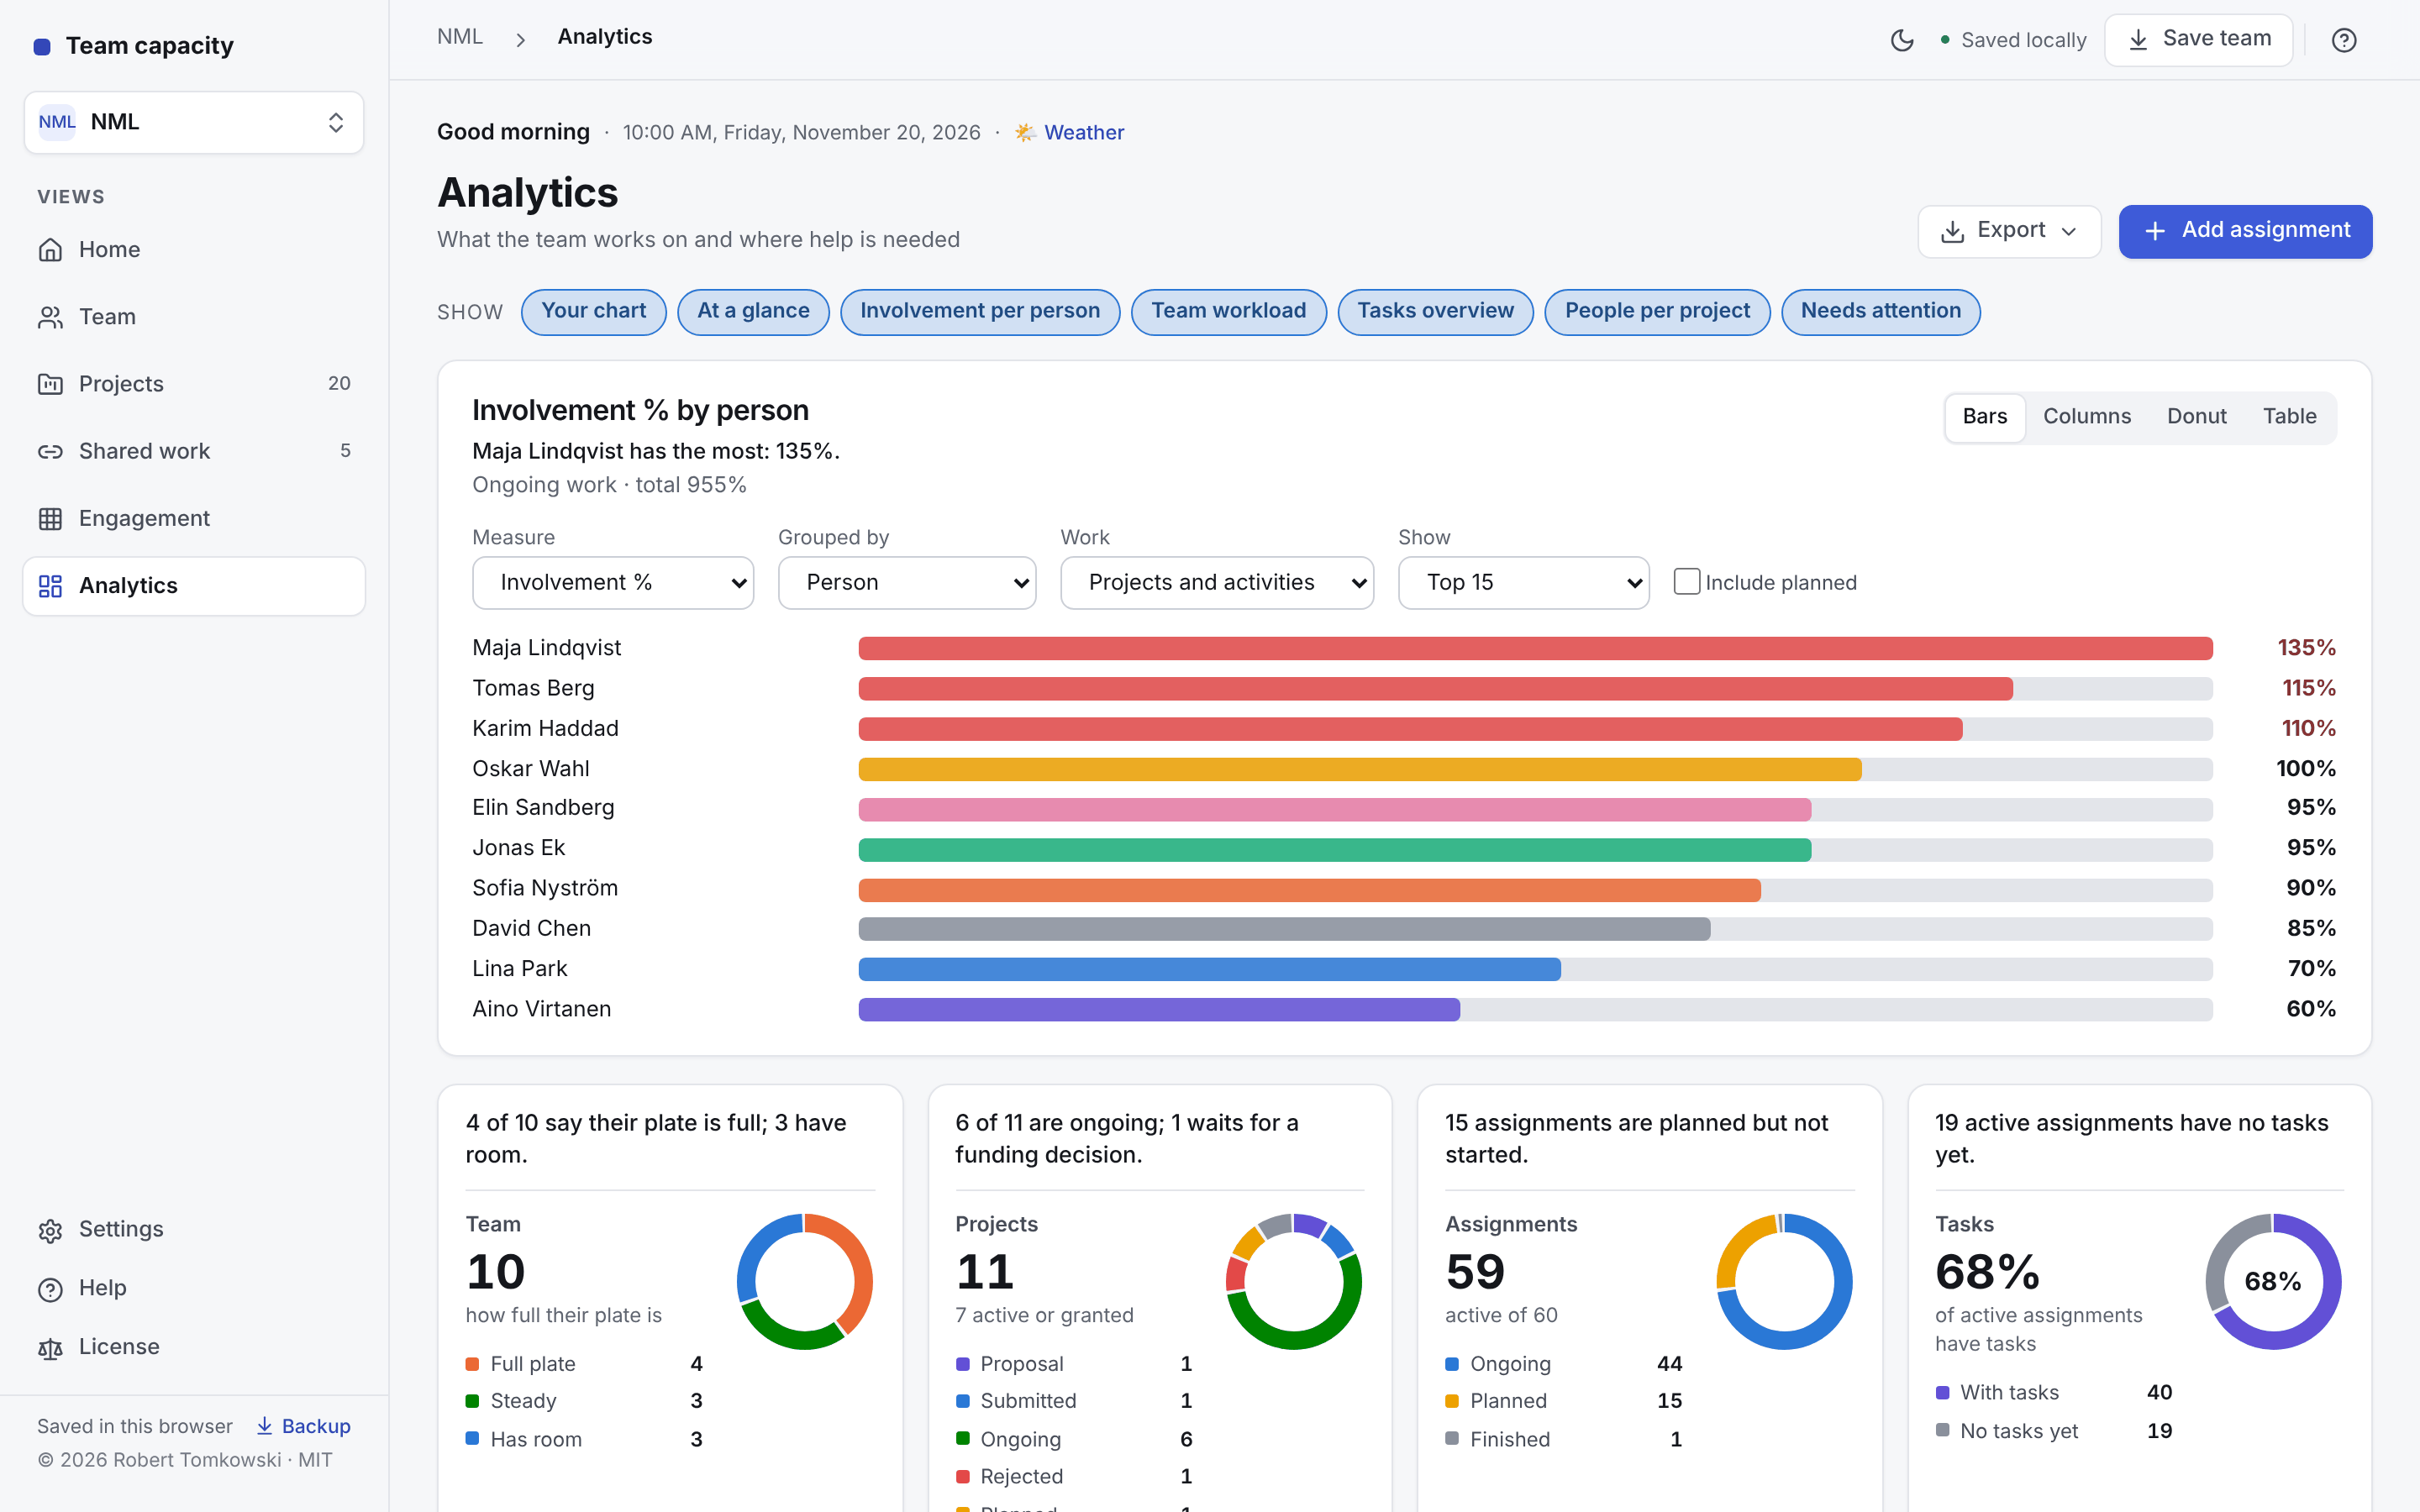 Team capacity
NML NML
VIEWS
Home
Team
Projects 20
Shared work 5
Engagement
Analytics
Settings
Help
License
Saved in this browser Backup
© 2026 Robert Tomkowski · MIT
NML Analytics
Saved locally Save team
Good morning · 10:00 AM, Friday, November 20, 2026 · Weather
Analytics
What the team works on and where help is needed
Export Add assignment
SHOW Your chart At a glance Involvement per person Team workload Tasks overview People per project Needs attention
Involvement % by person
Maja Lindqvist has the most: 135%.
Ongoing work · total 955%
Bars Columns Donut Table
Measure Grouped by Work Show
Involvement % Person Projects and activities Top 15 Include planned
Maja Lindqvist 135%
Tomas Berg 115%
Karim Haddad 110%
Oskar Wahl 100%
Elin Sandberg 95%
Jonas Ek 95%
Sofia Nyström 90%
David Chen 85%
Lina Park 70%
Aino Virtanen 60%
4 of 10 say their plate is full; 3 have
room.
Team
10
how full their plate is
Full plate 4
Steady 3
Has room 3
6 of 11 are ongoing; 1 waits for a
funding decision.
Projects
11
7 active or granted
Proposal 1
Submitted 1
Ongoing 6
Rejected 1
15 assignments are planned but not
started.
Assignments
59
active of 60
Ongoing 44
Planned 15
Finished 1
19 active assignments have no tasks
yet.
Tasks
68%
of active assignments
have tasks
68%
With tasks 40
No tasks yet 19